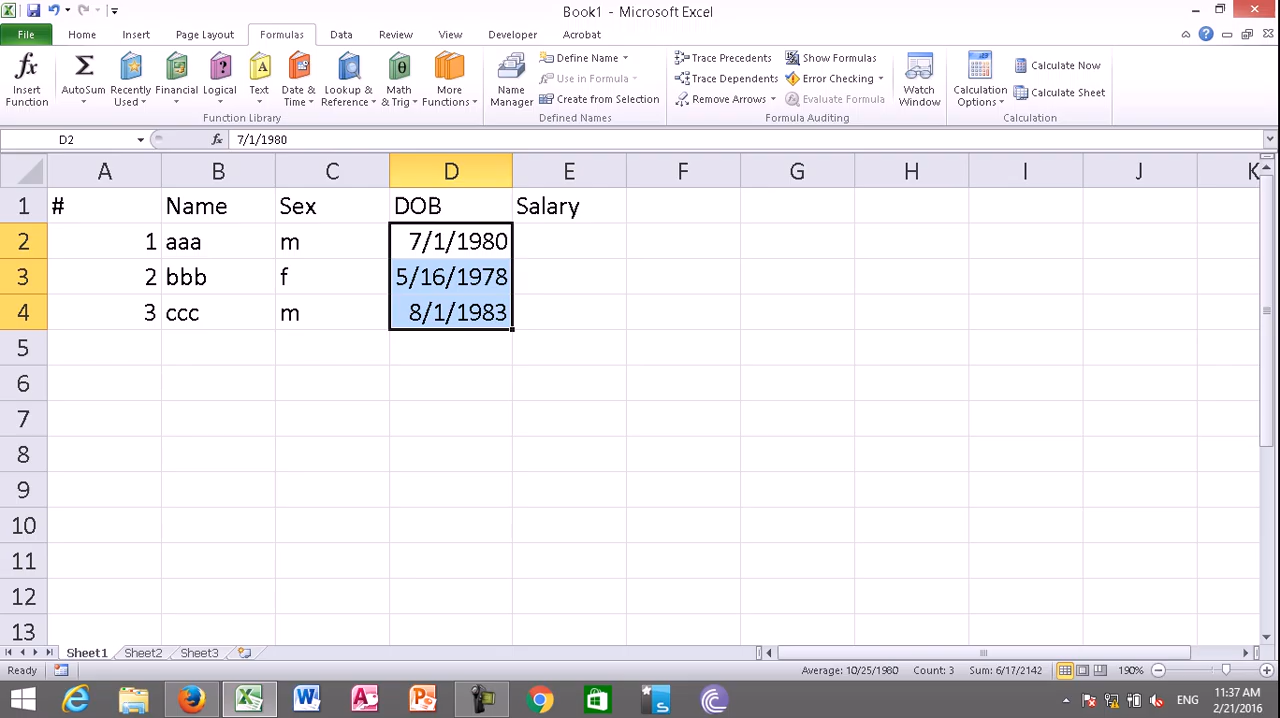 Book1 - Microsoft Excel
File Home Insert Page Layout Formulas Data Review View Developer Acrobat
fx Σ θ
Insert Function
AutoSum
Recently Used
Financial
Logical
Text
Date & Time
Lookup & Reference
Math & Trig
More Functions
Function Library
Name Manager
Define Name
Use in Formula
Create from Selection
Defined Names
Trace Precedents
Trace Dependents
Remove Arrows
Show Formulas
Error Checking
Evaluate Formula
Watch Window
Formula Auditing
Calculation Options
Calculate Now
Calculate Sheet
Calculation
D2 fx 7/1/1980
A B C D E F G H I J K
1 # Name Sex DOB Salary
2 1 aaa m 7/1/1980
3 2 bbb f 5/16/1978
4 3 ccc m 8/1/1983
5
6
7
8
9
10
11
12
13
Sheet1 Sheet2 Sheet3
Ready Average: 10/25/1980 Count: 3 Sum: 6/17/2142 190%
ENG 11:37 AM
2/21/2016